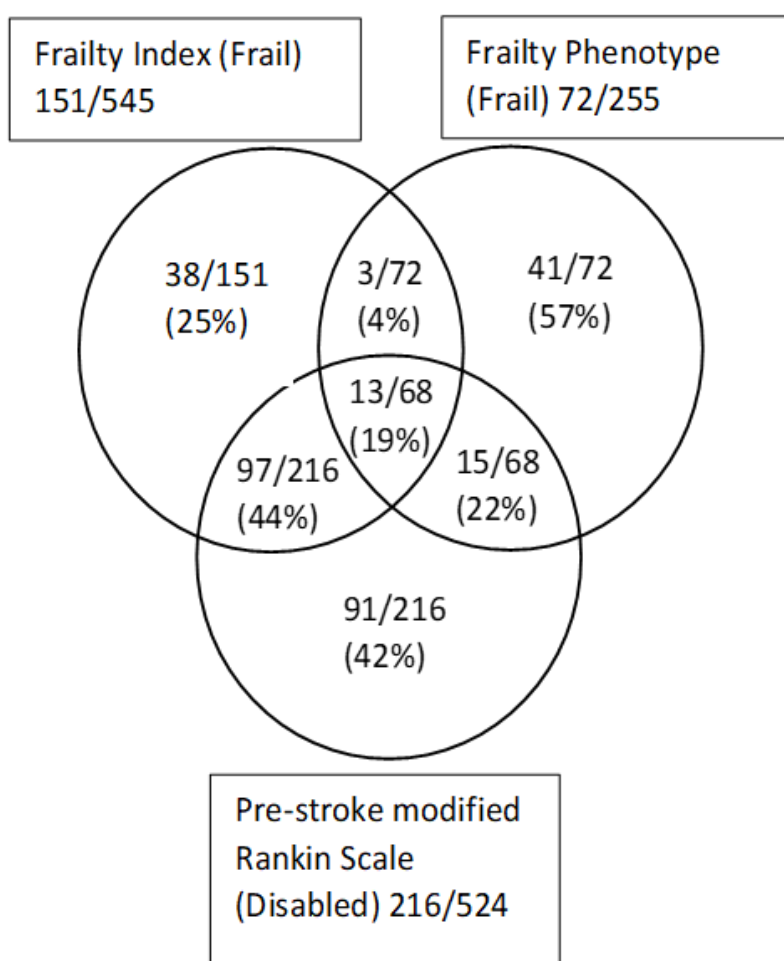 Frailty Index (Frail)
151/545
Frailty Phenotype
(Frail) 72/255
38/151
(25%)
3/72
(4%)
41/72
(57%)
13/68
(19%)
97/216
(44%)
15/68
(22%)
91/216
(42%)
Pre-stroke modified
Rankin Scale
(Disabled) 216/524